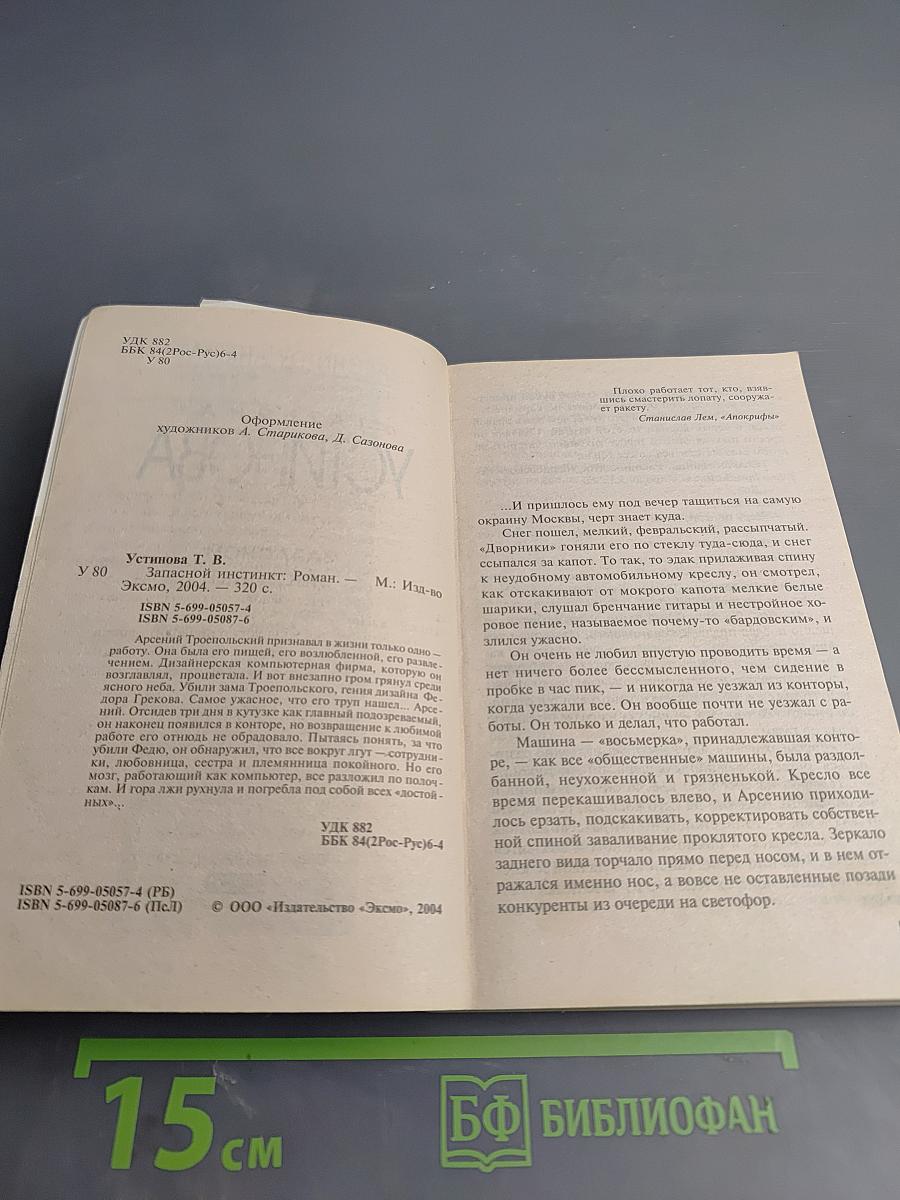 УДК 882
ББК 84(2Рос-Рус)6-4
У 80
Оформление
художников А. Старикова, Д. Сазонова
Устинова Т. В.
У 80 Запасной инстинкт: Роман. — М.: Изд-во
Эксмо, 2004. — 320 с.
ISBN 5-699-05057-4
ISBN 5-699-05087-6
Арсений Троепольский признавал в жизни только одно —
работу. Она была его пищей, его возлюбленной, его развле-
чением. Дизайнерская компьютерная фирма, которую он
возглавлял, процветала. И вот внезапно гром грянул среди
ясного неба. Убили зама Троепольского, гения дизайна Фе-
дора Грекова. Самое ужасное, что его труп нашел... Арсе-
ний. Отсидев три дня в кутузке как главный подозреваемый,
он наконец появился в конторе, но возвращение к любимой
работе его отнюдь не обрадовало. Пытаясь понять, за что
убили Федю, он обнаружил, что все вокруг лгут — сотрудни-
ки, любовница, сестра и племянница покойного. Но его
мозг, работающий как компьютер, все разложил по полоч-
кам. И гора лжи рухнула и погребла под собой всех «достой-
ных»...
УДК 882
ББК 84(2Рос-Рус)6-4
ISBN 5-699-05057-4 (РБ)
ISBN 5-699-05087-6 (ПсЛ) © ООО «Издательство «Эксмо», 2004
Плохо работает тот, кто, взяв-
шись смастерить лопату, сооружа-
ет ракету.
Станислав Лем, «Апокрифы»
...И пришлось ему под вечер тащиться на самую
окраину Москвы, черт знает куда.
Снег пошел, мелкий, февральский, рассыпчатый.
«Дворники» гоняли его по стеклу туда-сюда, и снег
ссыпался за капот. То так, то эдак прилаживая спину
к неудобному автомобильному креслу, он смотрел,
как отскакивают от мокрого капота мелкие белые
шарики, слушал бренчание гитары и нестройное хо-
ровое пение, называемое почему-то «бардовским», и
злился ужасно.
Он очень не любил впустую проводить время — а
нет ничего более бессмысленного, чем сидение в
пробке в час пик, — и никогда не уезжал из конторы,
когда уезжали все. Он вообще почти не уезжал с ра-
боты. Он только и делал, что работал.
Машина — «восьмерка», принадлежавшая конто-
ре, — как все «общественные» машины, была раздол-
банной, неухоженной и грязненькой. Кресло все
время перекашивалось влево, и Арсению приходи-
лось ерзать, подскакивать, корректировать собствен-
ной спиной заваливание проклятого кресла. Зеркало
заднего вида торчало прямо перед носом, и в нем от-
ражался именно нос, а вовсе не оставленные позади
конкуренты из очереди на светофор.
15 см
БФ БИБЛИОФАН